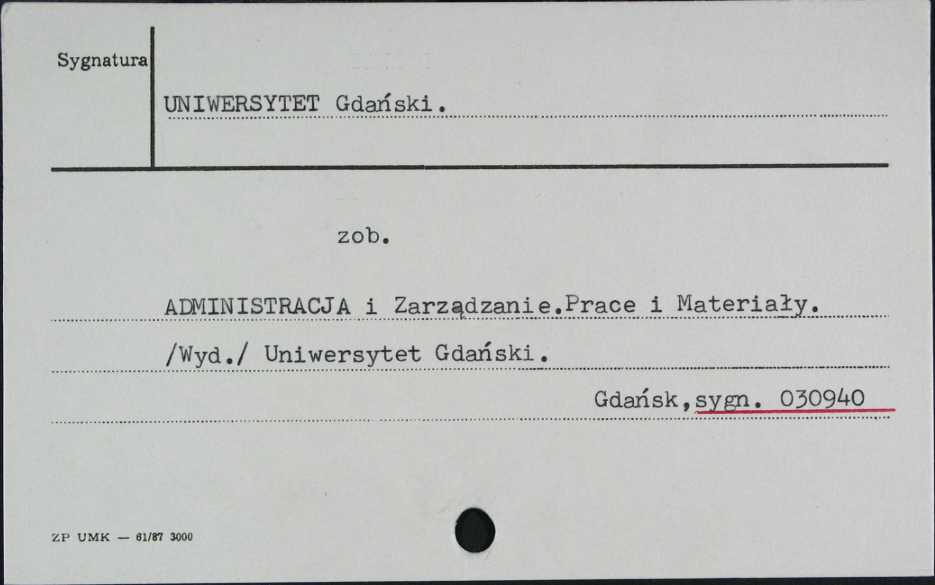 Sygnatura
UNIWERSYTET Gdański.
zob.
ADMINISTRACJA i Zarządzanie.Prace i Materiały.
/Wyd./ Uniwersytet Gdański.
Gdańsk,sygn. 030940
ZP UMK — 61/87 3000